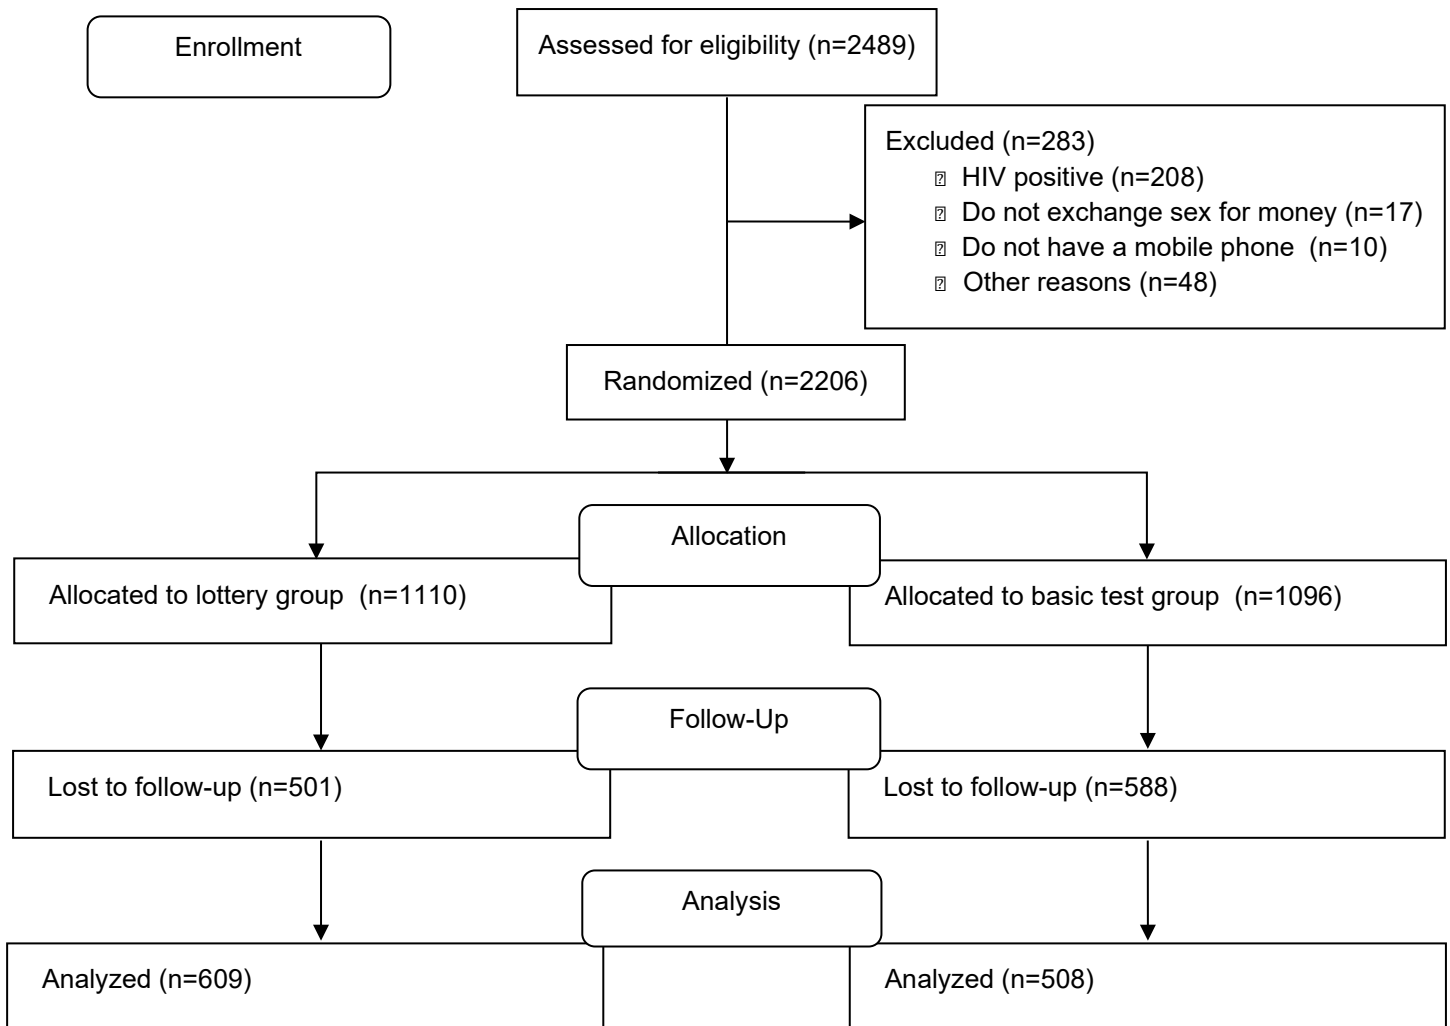 Enrollment
Assessed for eligibility (n=2489)
Excluded (n=283)
HIV positive (n=208)
Do not exchange sex for money (n=17)
Do not have a mobile phone  (n=10)
Other reasons (n=48)
Randomized (n=2206)
Allocation
Allocated to lottery group  (n=1110)
Allocated to basic test group  (n=1096)
Follow-Up
Lost to follow-up (n=501)
Lost to follow-up (n=588)
Analysis
Analyzed (n=609)
Analyzed (n=508)